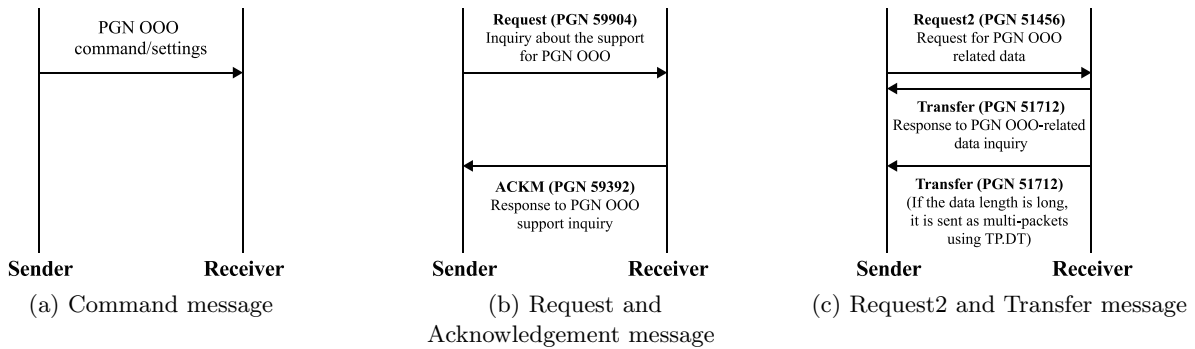 PGN OOO
command/settings
Sender
Receiver
(a) Command message
Request (PGN 59904)
Inquiry about the support
for PGN OOO
ACKM (PGN 59392)
Response to PGN OOO
support inquiry
Sender
Receiver
(b) Request and
Acknowledgement message
Request2 (PGN 51456)
Request for PGN OOO
related data
Transfer (PGN 51712)
Response to PGN OOO-related
data inquiry
Transfer (PGN 51712)
(If the data length is long,
it is sent as multi-packets
using TP.DT)
Sender
Receiver
(c) Request2 and Transfer message